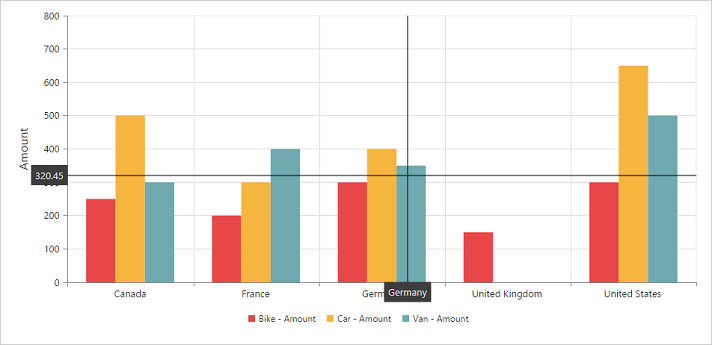 800
700
600
500
400
320.45
200
100
0
Amount
Canada
France
Germany
United Kingdom
United States
Bike - Amount
Car - Amount
Van - Amount